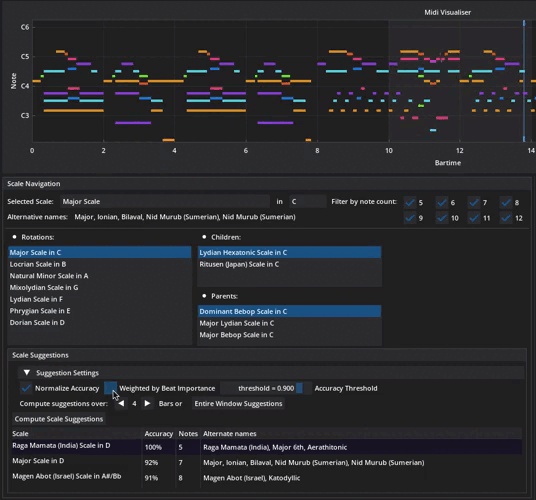 Midi Visualiser
C6
C5
C4
C3
Note
0 2 4 6 8 10 12 14
Bartime
Scale Navigation
Selected Scale: Major Scale in C Filter by note count: 5 6 7 8
Alternative names: Major, Ionian, Bilaval, Nid Murub (Sumerian), Nid Murub (Sumerian) 9 10 11 12
Rotations:
Major Scale in C
Locrian Scale in B
Natural Minor Scale in A
Mixolydian Scale in G
Lydian Scale in F
Phrygian Scale in E
Dorian Scale in D
Children:
Lydian Hexatonic Scale in C
Ritusen (Japan) Scale in C
Parents:
Dominant Bebop Scale in C
Major Lydian Scale in C
Major Bebop Scale in C
Scale Suggestions
Suggestion Settings
Normalize Accuracy Weighted by Beat Importance threshold = 0.900 Accuracy Threshold
Compute suggestions over: 4 Bars or Entire Window Suggestions
Compute Scale Suggestions
Scale Accuracy Notes Alternate names
Raga Mamata (India) Scale in D 100% 5 Raga Mamata (India), Major 6th, Aerathitonic
Major Scale in D 92% 7 Major, Ionian, Bilaval, Nid Murub (Sumerian), Nid Murub (Sumerian)
Magen Abot (Israel) Scale in A#/Bb 91% 8 Magen Abot (Israel), Katodyllic